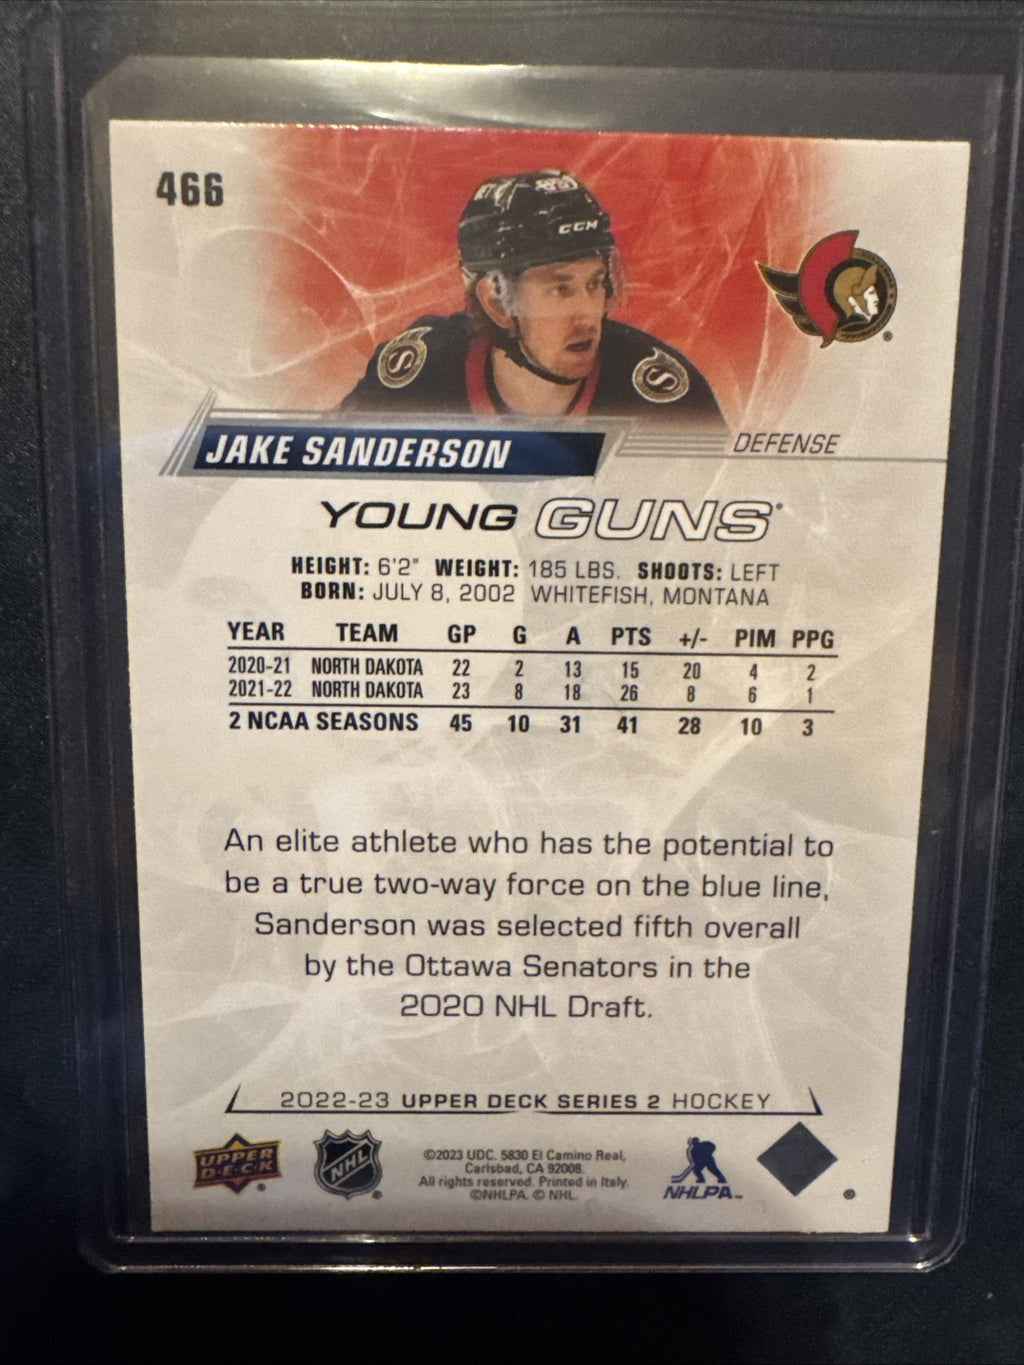 466
CCM
JAKE SANDERSON
DEFENSE
YOUNG GUNS®
HEIGHT: 6'2" WEIGHT: 185 LBS. SHOOTS: LEFT
BORN: JULY 8, 2002 WHITEFISH, MONTANA
YEAR TEAM GP G A PTS +/- PIM PPG
2020-21 NORTH DAKOTA 22 2 13 15 20 4 2
2021-22 NORTH DAKOTA 23 8 18 26 8 6 1
2 NCAA SEASONS 45 10 31 41 28 10 3
An elite athlete who has the potential to
be a true two-way force on the blue line,
Sanderson was selected fifth overall
by the Ottawa Senators in the
2020 NHL Draft.
2022-23 UPPER DECK SERIES 2 HOCKEY
UPPER
D·E·C·K
®
NHL
®
©2023 UDC. 5830 El Camino Real,
Carlsbad, CA 92008.
All rights reserved. Printed in Italy.
©NHLPA. © NHL.
NHLPA™
®